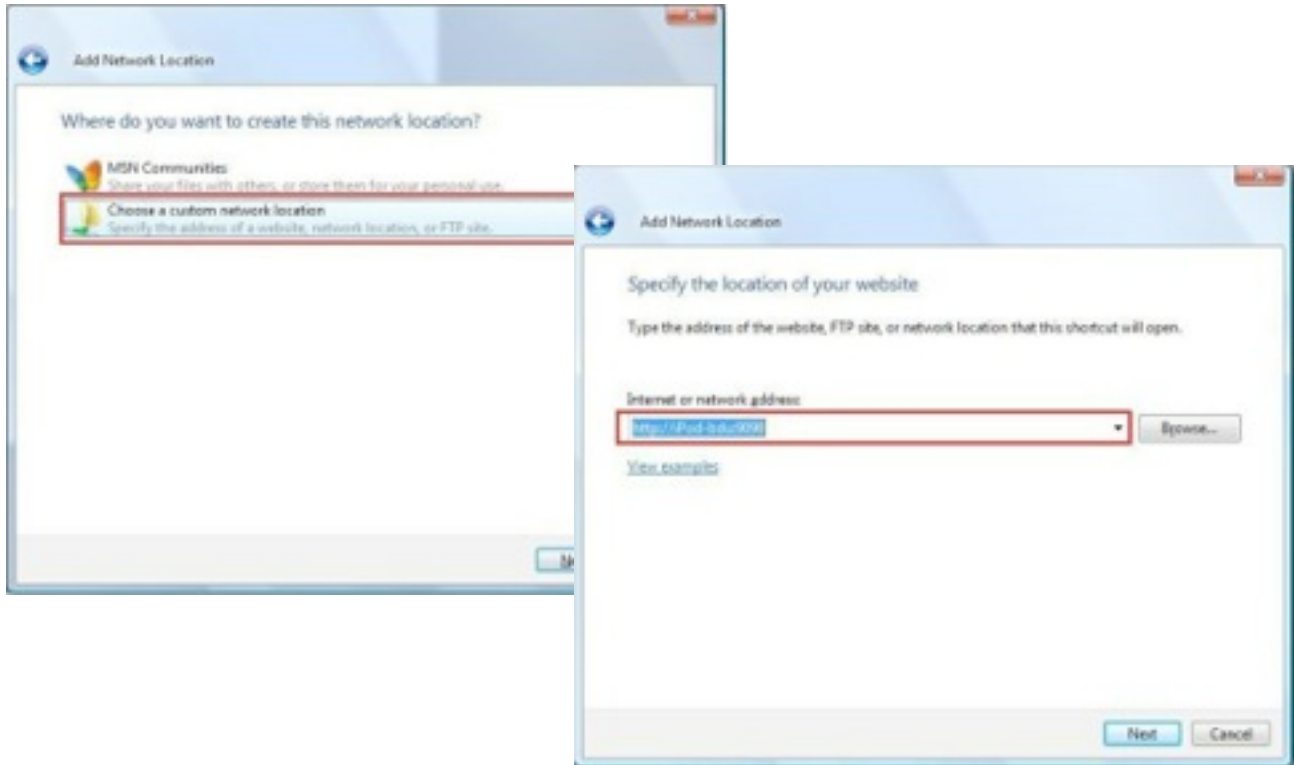 Add Network Location
Where do you want to create this network location?
MSN Communities
Share your files with others, or store them for your personal use.
Choose a custom network location
Specify the address of a website, network location, or FTP site.
Add Network Location
Specify the location of your website
Type the address of the website, FTP site, or network location that this shortcut will open.
Internet or network address:
Browse...
View examples
Next Cancel